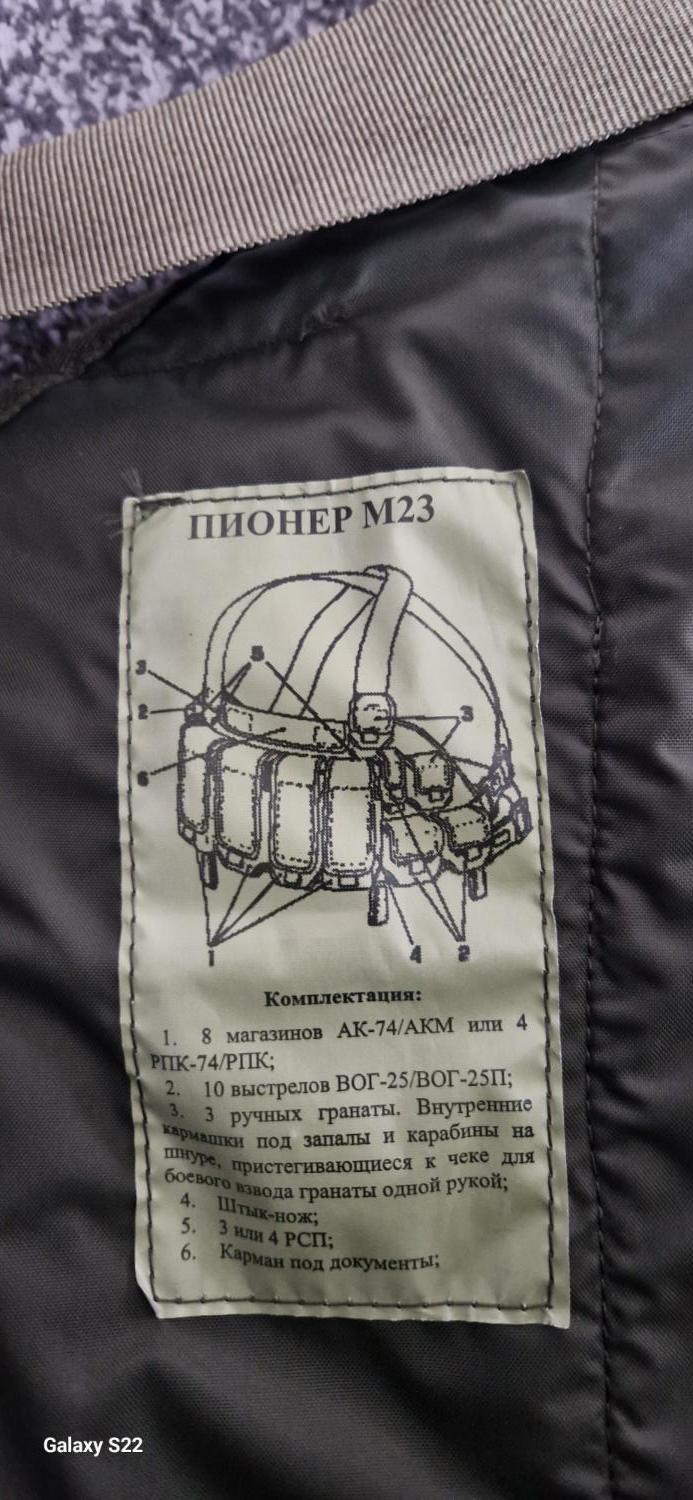 ПИОНЕР М23
3
5
2
3
6
1
4
2
Комплектация:
1. 8 магазинов АК-74/АКМ или 4
РПК-74/РПК;
2. 10 выстрелов ВОГ-25/ВОГ-25П;
3. 3 ручных гранаты. Внутренние
кармашки под запалы и карабины на
шнуре, пристегивающиеся к чеке для
боевого взвода гранаты одной рукой;
4. Штык-нож;
5. 3 или 4 РСП;
6. Карман под документы;
Galaxy S22